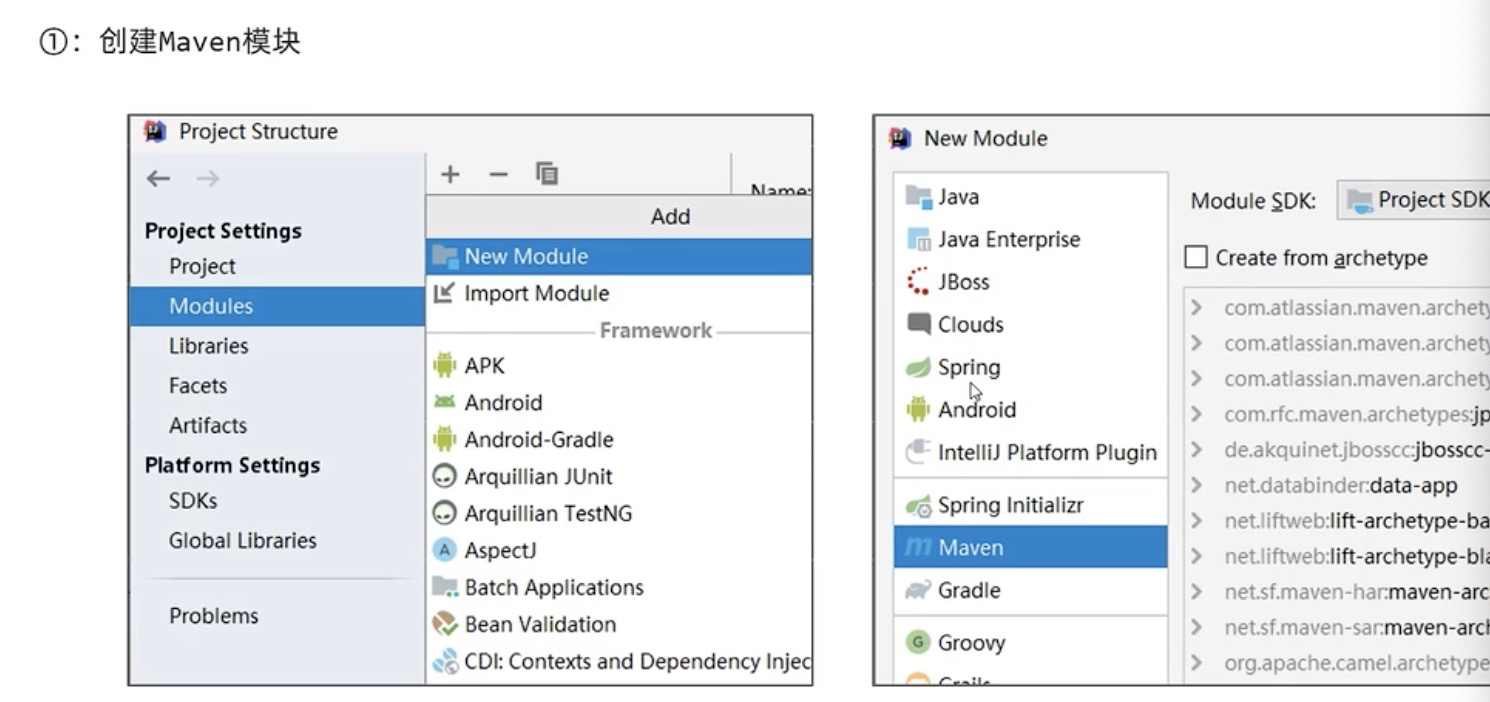 ①：创建Maven模块
Project Structure
Name:
Add
Project Settings
Project
Modules
Libraries
Facets
Artifacts
Platform Settings
SDKs
Global Libraries
Problems
New Module
Import Module
Framework
APK
Android
Android-Gradle
Arquillian JUnit
Arquillian TestNG
AspectJ
Batch Applications
Bean Validation
CDI: Contexts and Dependency Injec
New Module
Java
Java Enterprise
JBoss
Clouds
Spring
Android
IntelliJ Platform Plugin
Spring Initializr
Maven
Gradle
Groovy
Grails
Module SDK: Project SDK
Create from archetype
com.atlassian.maven.archety
com.atlassian.maven.archety
com.atlassian.maven.archety
com.rfc.maven.archetypes:jp
de.akquinet.jbosscc:jbosscc-
net.databinder:data-app
net.liftweb:lift-archetype-ba
net.liftweb:lift-archetype-bla
net.sf.maven-har:maven-arc
net.sf.maven-sar:maven-arch
org.apache.camel.archetype